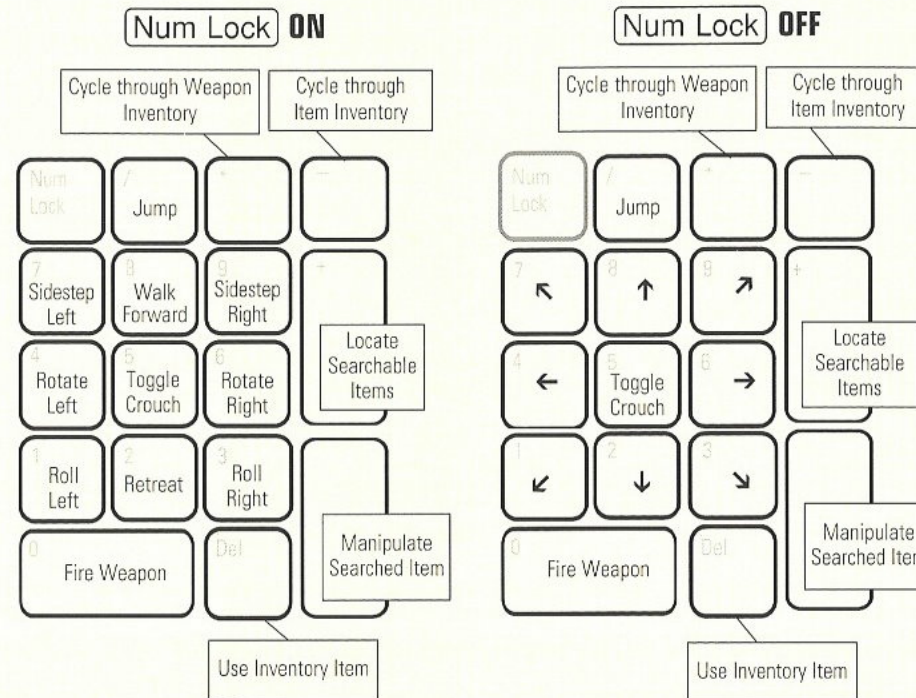 Num Lock ON
Cycle through Weapon
Inventory
Cycle through
Item Inventory
Num
Lock
/
Jump
*
−
7
Sidestep
Left
8
Walk
Forward
9
Sidestep
Right
+
Locate
Searchable
Items
4
Rotate
Left
5
Toggle
Crouch
6
Rotate
Right
1
Roll
Left
2
Retreat
3
Roll
Right
Manipulate
Searched Item
0
Fire Weapon
Del
Use Inventory Item
Num Lock OFF
Cycle through Weapon
Inventory
Cycle through
Item Inventory
Num
Lock
/
Jump
*
−
7
↖
8
↑
9
↗
+
Locate
Searchable
Items
4
←
5
Toggle
Crouch
6
→
1
↙
2
↓
3
↘
Manipulate
Searched Iter
0
Fire Weapon
Del
Use Inventory Item